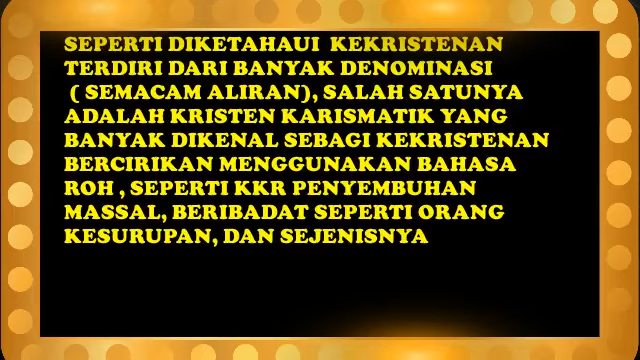 SEPERTI DIKETAHAUI KEKRISTENAN
TERDIRI DARI BANYAK DENOMINASI
( SEMACAM ALIRAN), SALAH SATUNYA
ADALAH KRISTEN KARISMATIK YANG
BANYAK DIKENAL SEBAGI KEKRISTENAN
BERCIRIKAN MENGGUNAKAN BAHASA
ROH , SEPERTI KKR PENYEMBUHAN
MASSAL, BERIBADAT SEPERTI ORANG
KESURUPAN, DAN SEJENISNYA